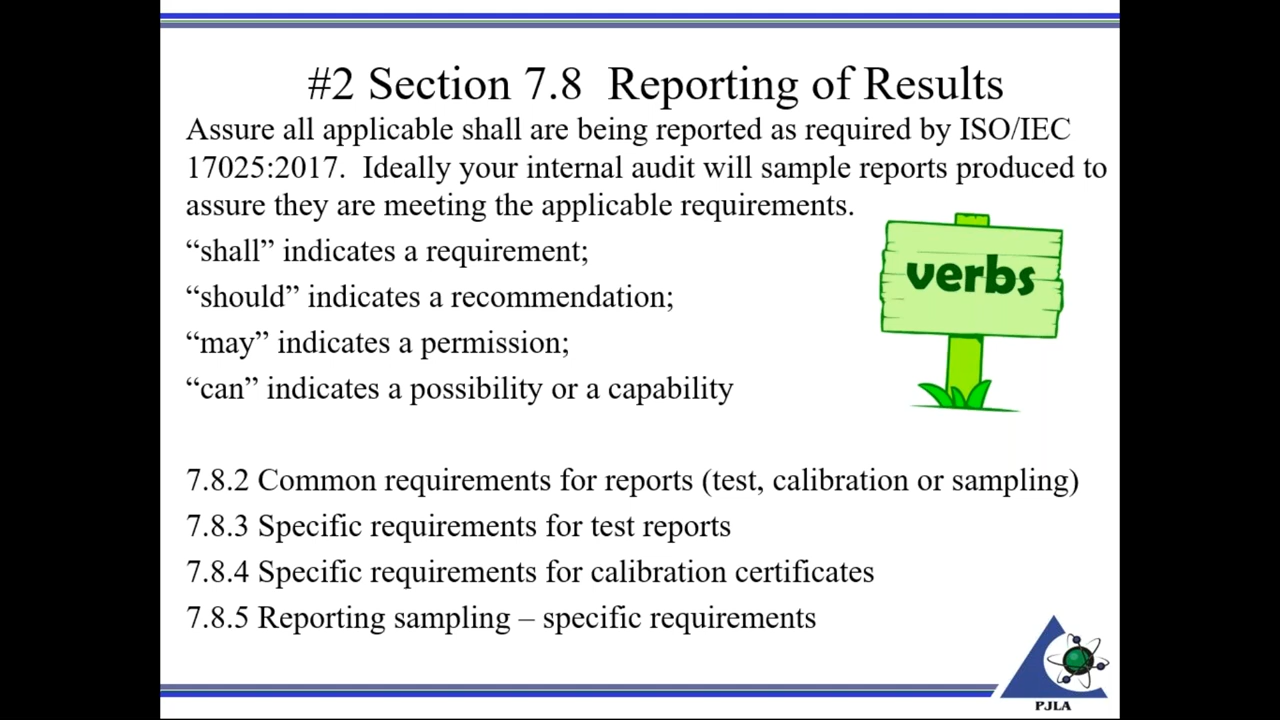 #2 Section 7.8 Reporting of Results
Assure all applicable shall are being reported as required by ISO/IEC
17025:2017. Ideally your internal audit will sample reports produced to
assure they are meeting the applicable requirements.
“shall” indicates a requirement;
“should” indicates a recommendation;
“may” indicates a permission;
“can” indicates a possibility or a capability
verbs
7.8.2 Common requirements for reports (test, calibration or sampling)
7.8.3 Specific requirements for test reports
7.8.4 Specific requirements for calibration certificates
7.8.5 Reporting sampling – specific requirements
PJLA